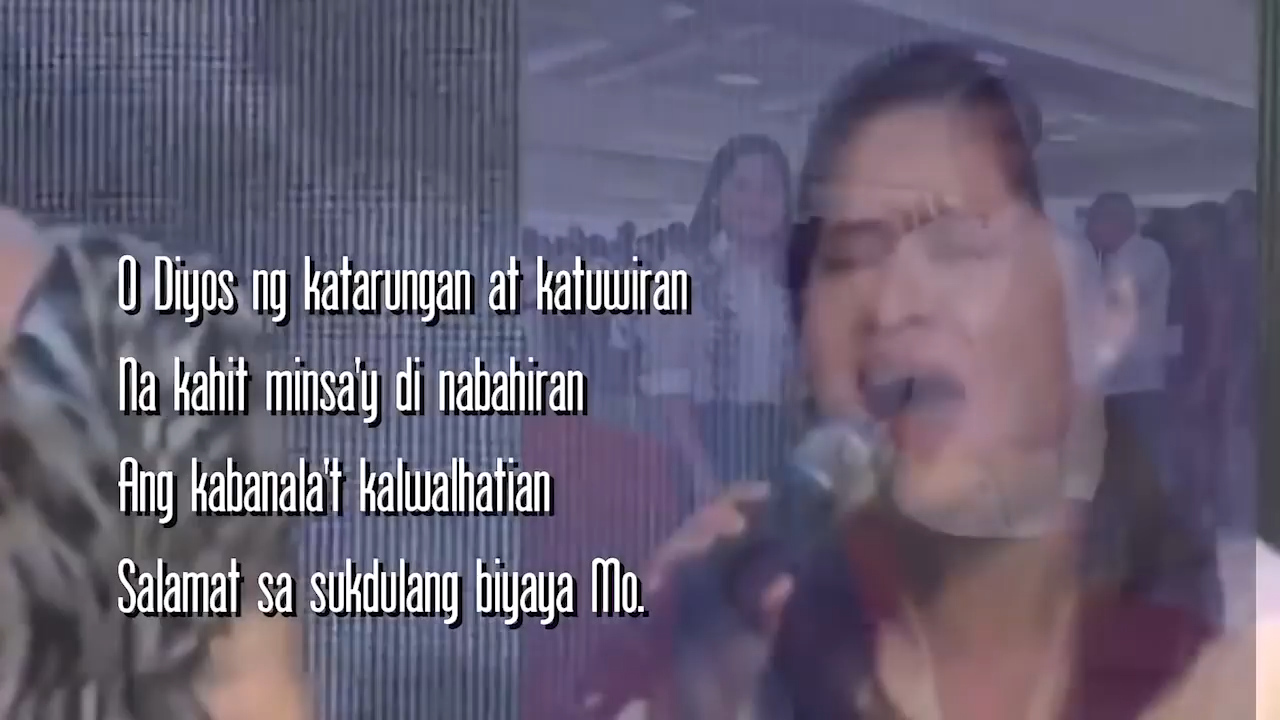 O Diyos ng katarungan at katuwiran
Na kahit minsa'y di nabahiran
Ang kabanala't kalwalhatian
Salamat sa sukdulang biyaya Mo.